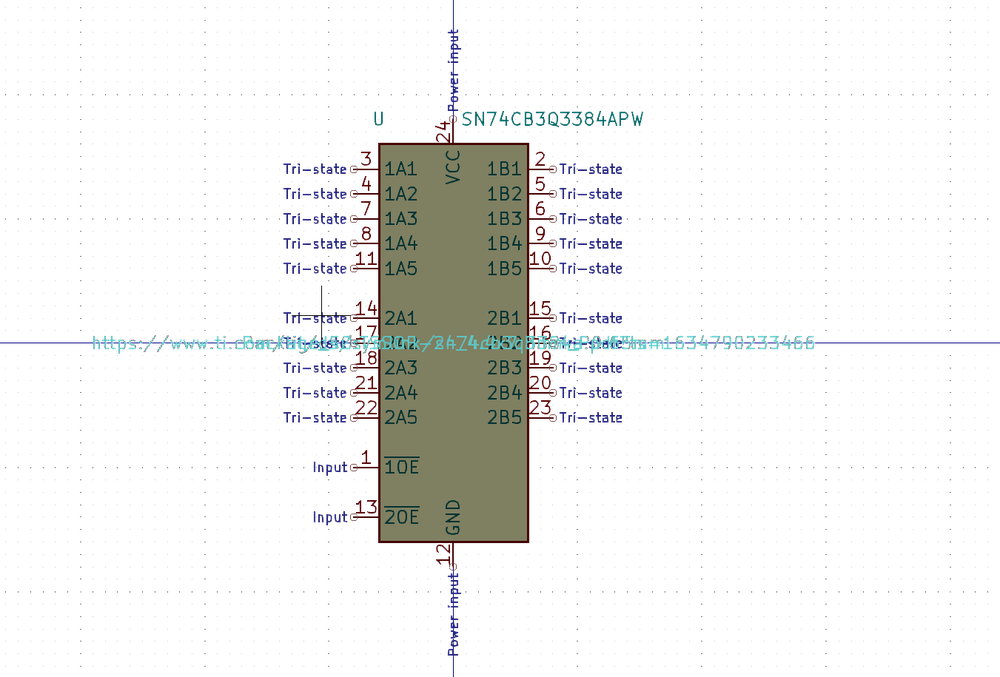 Power input
U SN74CB3Q3384APW
24
VCC
Tri-state 3 1A1 1B1 2 Tri-state
Tri-state 4 1A2 1B2 5 Tri-state
Tri-state 7 1A3 1B3 6 Tri-state
Tri-state 8 1A4 1B4 9 Tri-state
Tri-state 11 1A5 1B5 10 Tri-state
Tri-state 14 2A1 2B1 15 Tri-state
17 16
Tri-state 18 2A3 2B3 19 Tri-state
Tri-state 21 2A4 2B4 20 Tri-state
Tri-state 22 2A5 2B5 23 Tri-state
Input 1 1OE
Input 13 2OE
GND
12
Power input